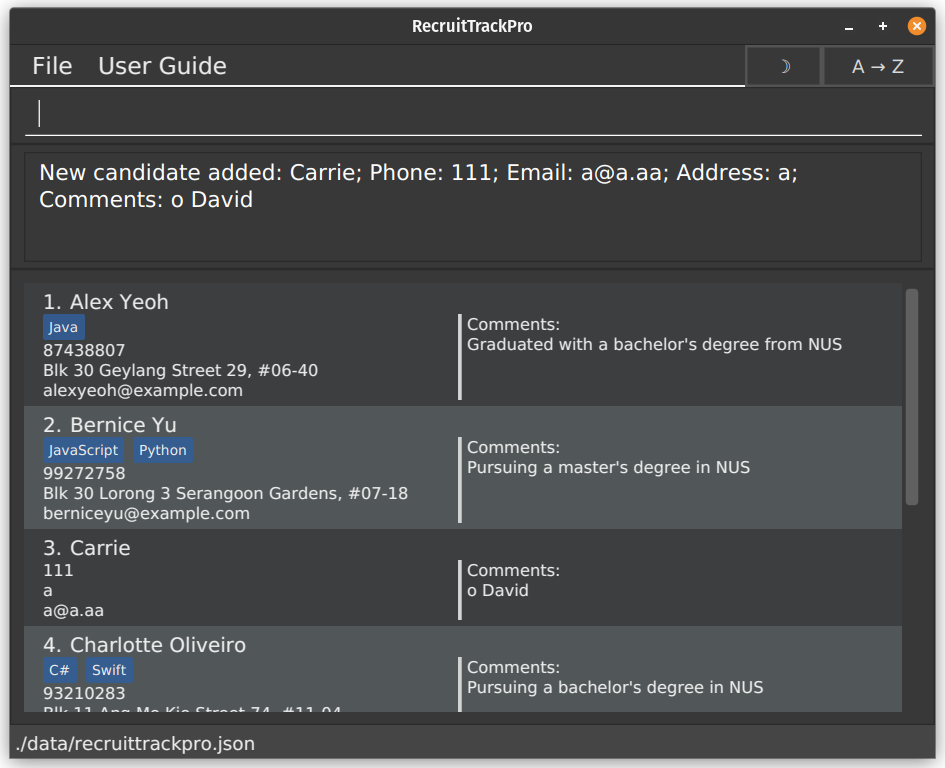 RecruitTrackPro
File User Guide ☽ A → Z
New candidate added: Carrie; Phone: 111; Email: a@a.aa; Address: a;
Comments: o David
1. Alex Yeoh
Java
87438807
Blk 30 Geylang Street 29, #06-40
alexyeoh@example.com
Comments:
Graduated with a bachelor's degree from NUS
2. Bernice Yu
JavaScript Python
99272758
Blk 30 Lorong 3 Serangoon Gardens, #07-18
berniceyu@example.com
Comments:
Pursuing a master's degree in NUS
3. Carrie
111
a
a@a.aa
Comments:
o David
4. Charlotte Oliveiro
C# Swift
93210283
Blk 11 Ang Mo Kio Street 74, #11-04
Comments:
Pursuing a bachelor's degree in NUS
./data/recruittrackpro.json